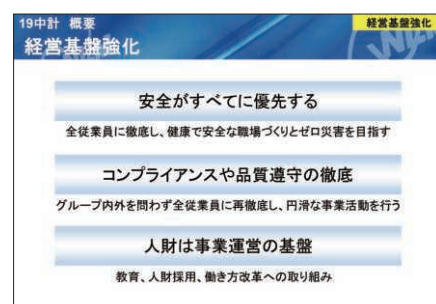 19中計 概要
経営基盤強化
経営基盤強化
安全がすべてに優先する
全従業員に徹底し、健康で安全な職場づくりとゼロ災害を目指す
コンプライアンスや品質遵守の徹底
グループ内外を問わず全従業員に再徹底し、円滑な事業活動を行う
人財は事業運営の基盤
教育、人財採用、働き方改革への取り組み